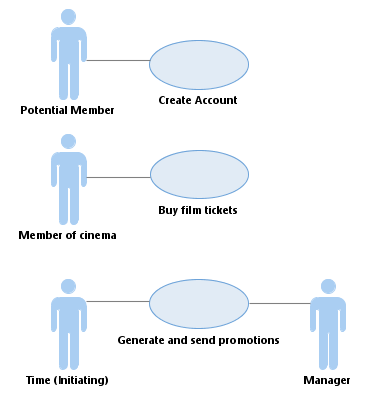 Create Account
Potential Member
Buy film tickets
Member of cinema
Generate and send promotions
Time (Initiating)
Manager